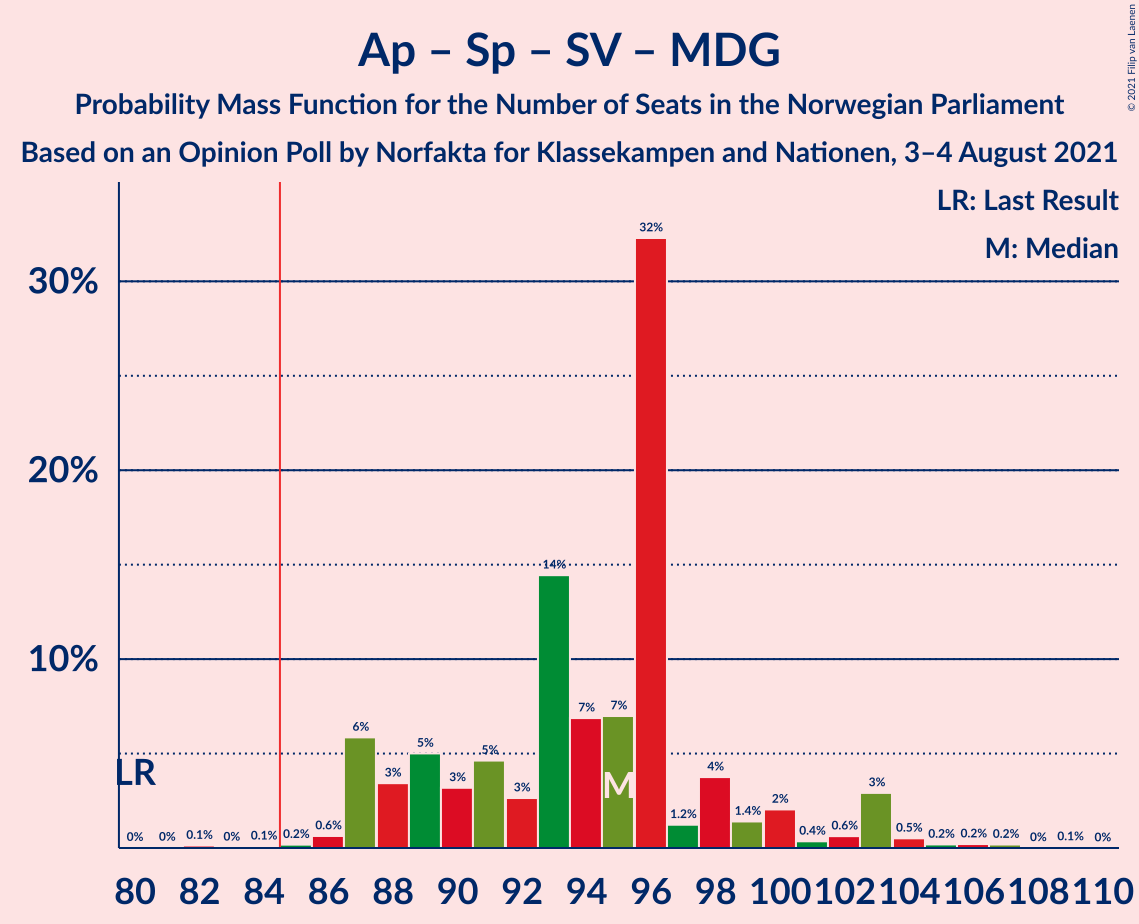 Ap – Sp – SV – MDG
Probability Mass Function for the Number of Seats in the Norwegian Parliament
Based on an Opinion Poll by Norfakta for Klassekampen and Nationen, 3–4 August 2021
© 2021 Filip van Laenen
LR: Last Result
M: Median
32%
30%
20%
14%
10%
7% 7%
6%
5% 5%
LR
M
4%
3% 3% 3% 3%
2%
1.2% 1.4%
0% 0% 0.1% 0% 0.1% 0.2% 0.6% 0.4% 0.6% 0.5% 0.2% 0.2% 0.2% 0% 0.1% 0%
80 82 84 86 88 90 92 94 96 98 100 102 104 106 108 110